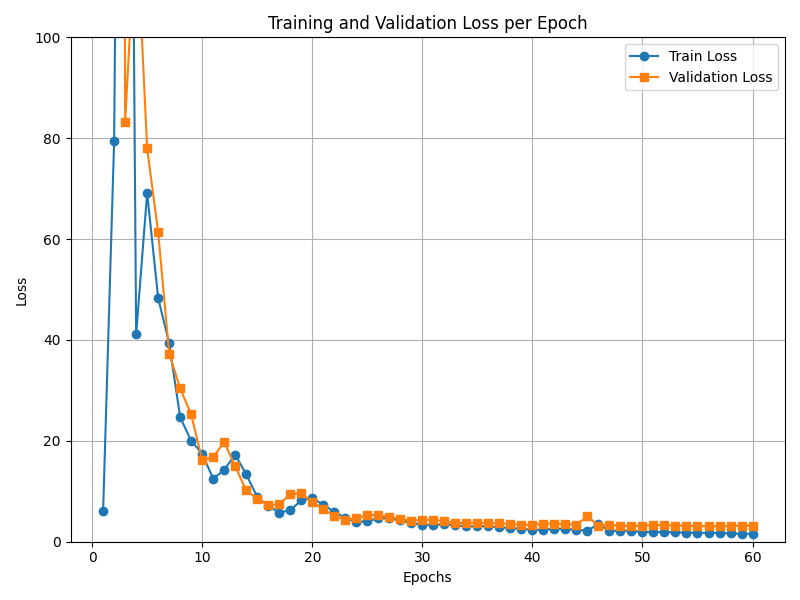 Training and Validation Loss per Epoch
100
80
60
40
20
0
Loss
Train Loss
Validation Loss
0 10 20 30 40 50 60
Epochs